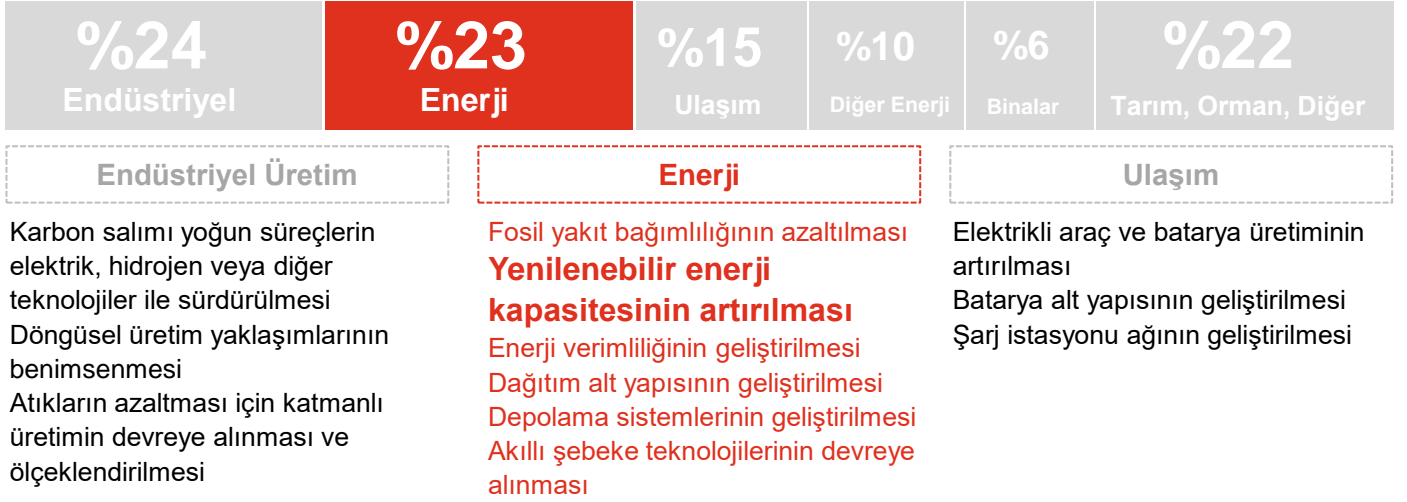 %24
Endüstriyel
%23
Enerji
%15
Ulaşım
%10
Diğer Enerji
%6
Binalar
%22
Tarım, Orman, Diğer
Endüstriyel Üretim
Karbon salımı yoğun süreçlerin
elektrik, hidrojen veya diğer
teknolojiler ile sürdürülmesi
Döngüsel üretim yaklaşımlarının
benimsenmesi
Atıkların azaltması için katmanlı
üretimin devreye alınması ve
ölçeklendirilmesi
Enerji
Fosil yakıt bağımlılığının azaltılması
Yenilenebilir enerji
kapasitesinin artırılması
Enerji verimliliğinin geliştirilmesi
Dağıtım alt yapısının geliştirilmesi
Depolama sistemlerinin geliştirilmesi
Akıllı şebeke teknolojilerinin devreye
alınması
Ulaşım
Elektrikli araç ve batarya üretiminin
artırılması
Batarya alt yapısının geliştirilmesi
Şarj istasyonu ağının geliştirilmesi